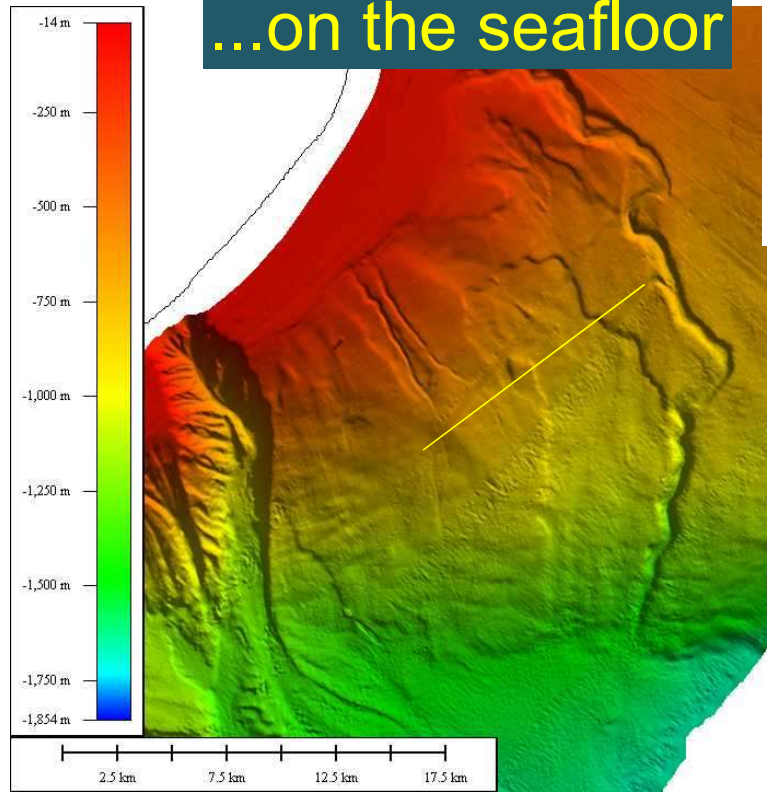 ...on the seafloor
-14 m
-250 m
-500 m
-750 m
-1,000 m
-1,250 m
-1,500 m
-1,750 m
-1,854 m
2.5 km 7.5 km 12.5 km 17.5 km